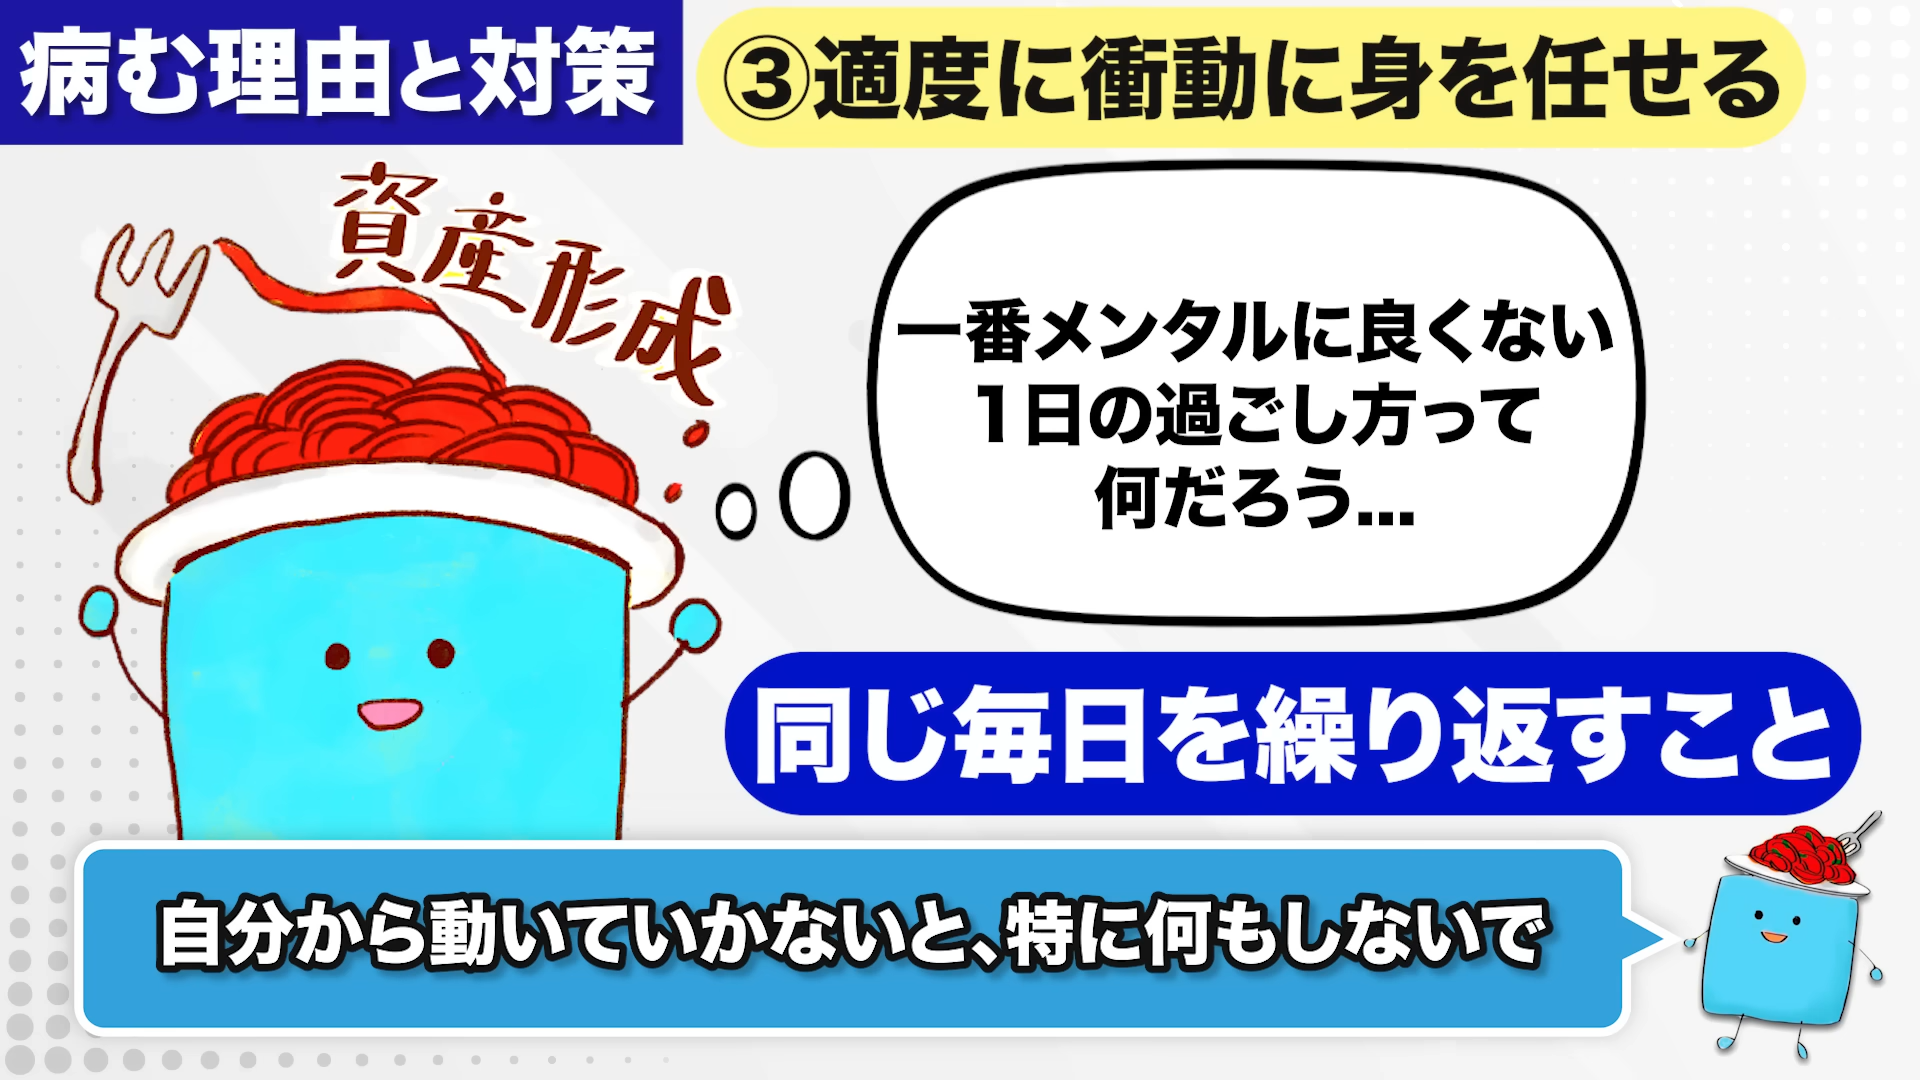 病む理由と対策
③適度に衝動に身を任せる
資産形成
一番メンタルに良くない
1日の過ごし方って
何だろう...
同じ毎日を繰り返すこと
自分から動いていかないと、特に何もしないで